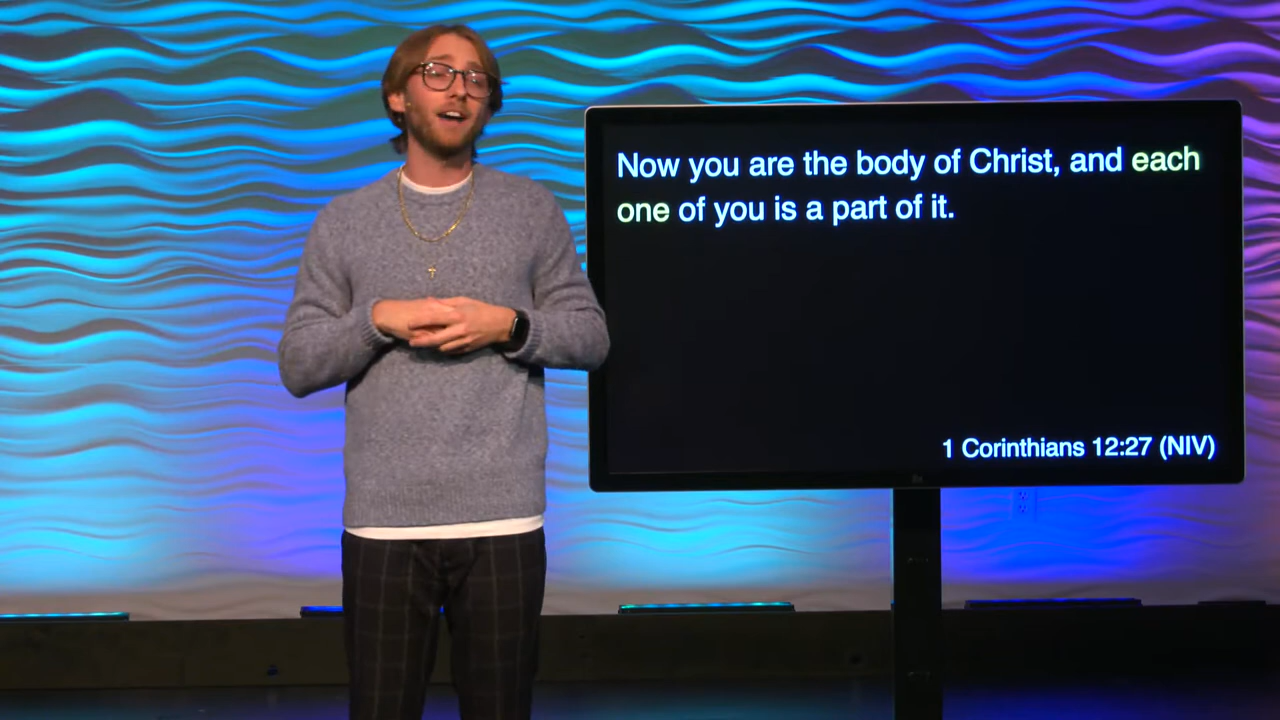 Now you are the body of Christ, and each
one of you is a part of it.
1 Corinthians 12:27 (NIV)